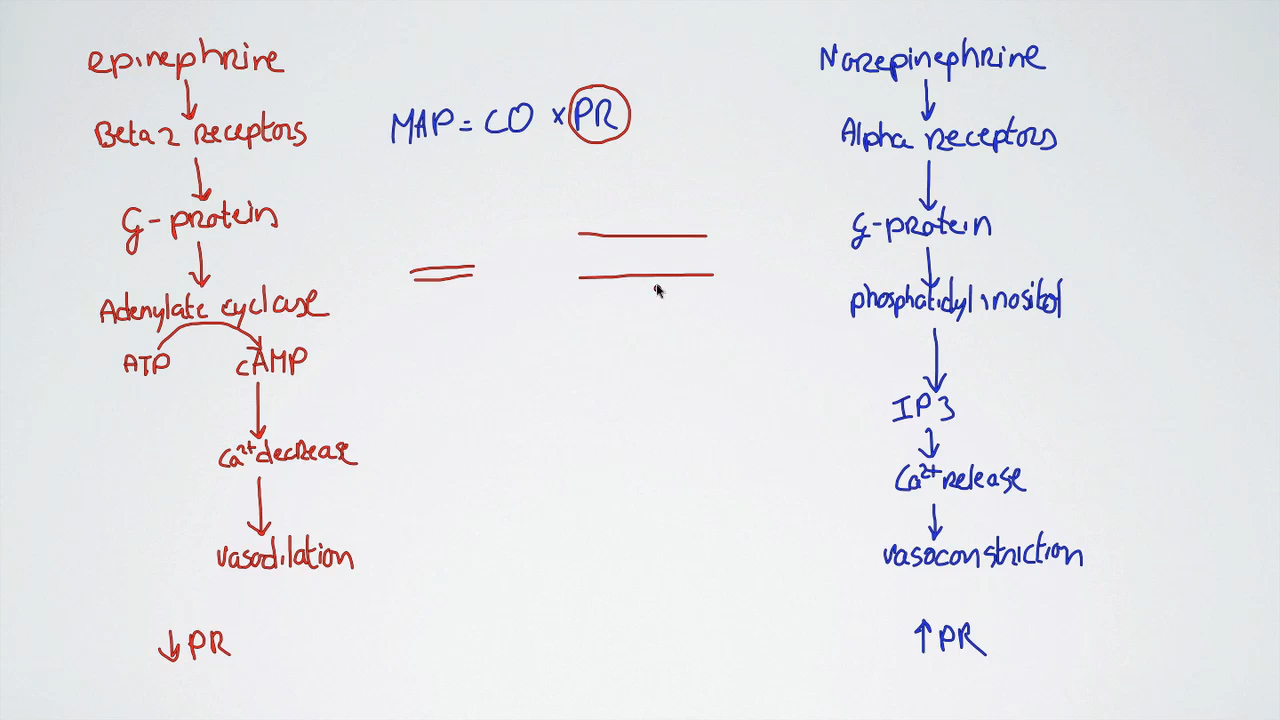 epinephrine
Beta 2 receptors
G-protein
Adenylate cyclase
ATP cAMP
Ca2+ decrease
vasodilation
↓ PR
MAP = CO × PR
Norepinephrine
Alpha receptors
G-protein
phosphatidyl inositol
IP3
Ca2+ release
vasoconstriction
↑ PR